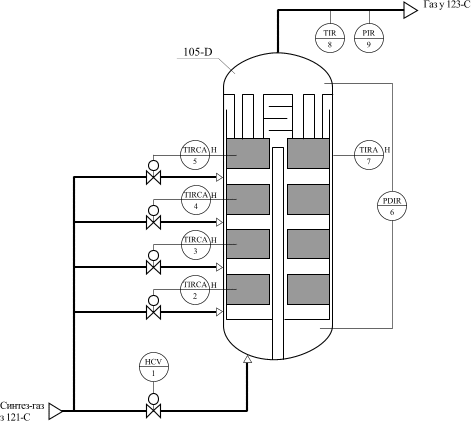 Газ у 123-С
TIR
8
PIR
9
105-D
TIRCA H
5
TIRA H
7
TIRCA H
4
PDIR
6
TIRCA H
3
TIRCA H
2
HCV
1
Синтез-газ
з 121-С